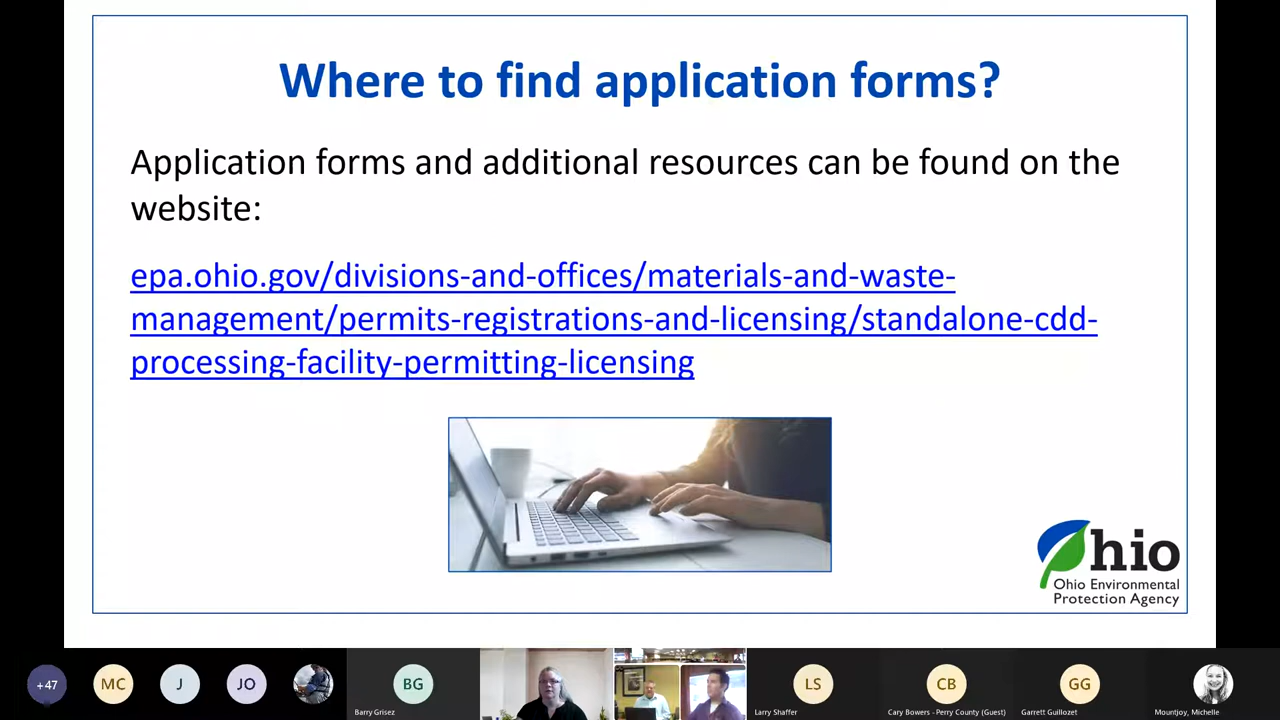 Where to find application forms?
Application forms and additional resources can be found on the
website:
epa.ohio.gov/divisions-and-offices/materials-and-waste-
management/permits-registrations-and-licensing/standalone-cdd-
processing-facility-permitting-licensing
hio
Ohio Environmental
Protection Agency
+47
MC
J
JO
BG
Barry Grisez
LS
Larry Shaffer
CB
Cary Bowers - Perry County (Guest)
GG
Garrett Guillozet
Mountjoy, Michelle